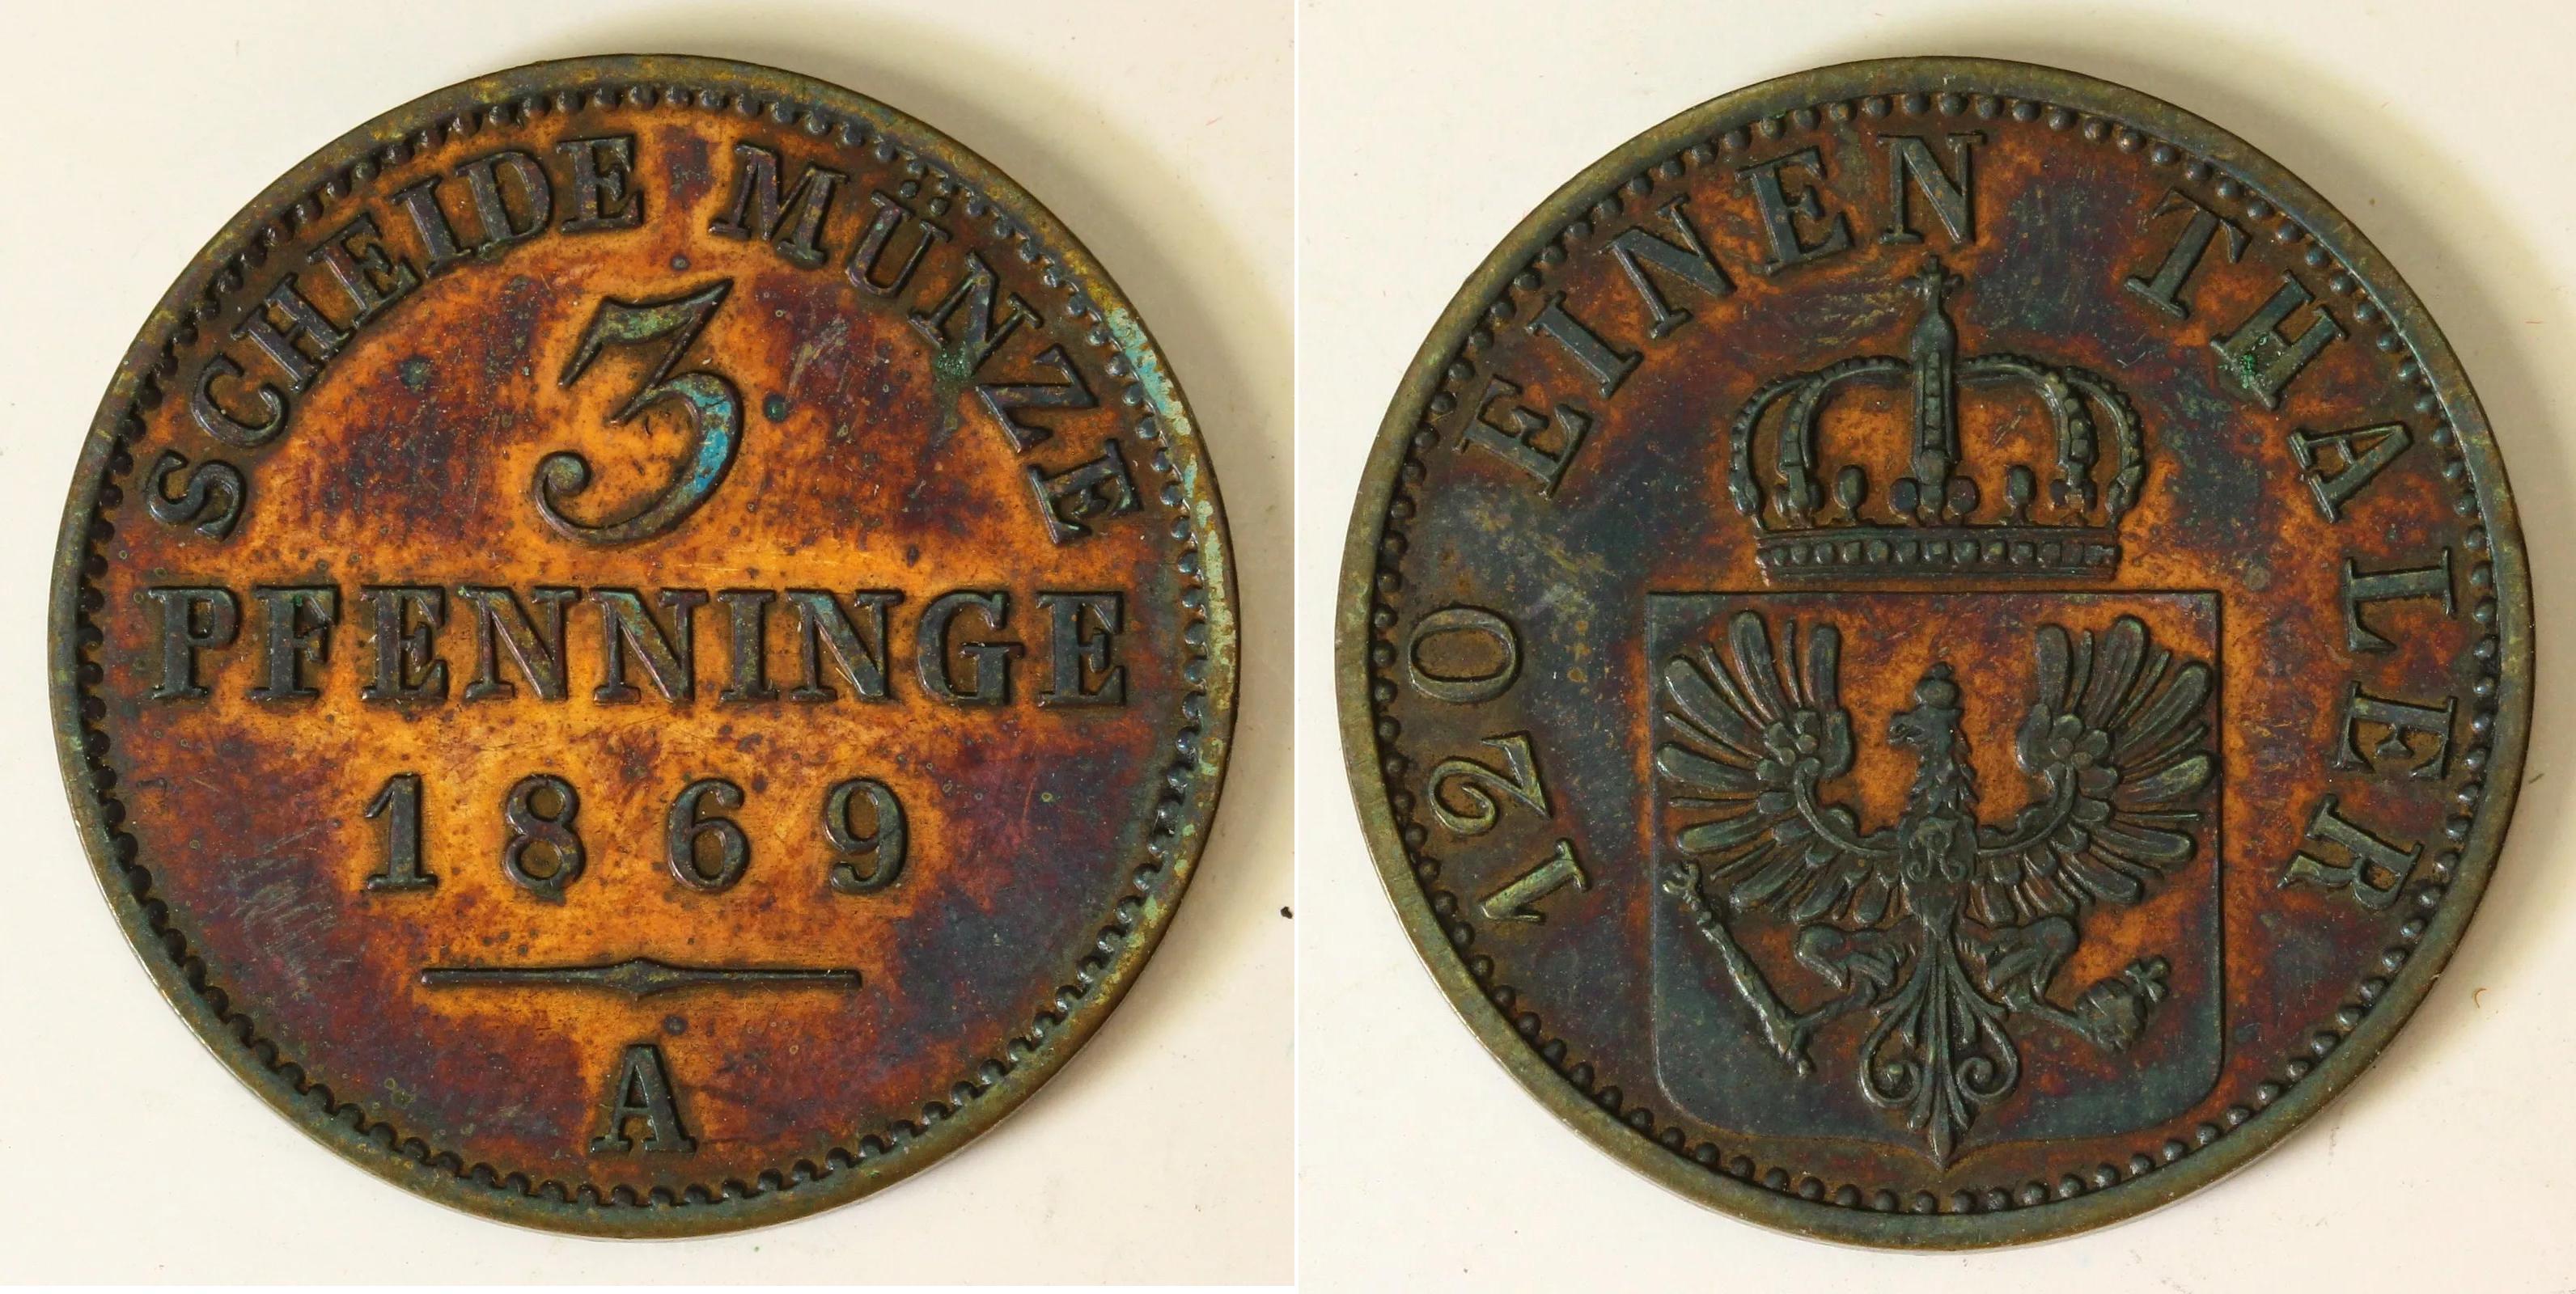 SCHEIDE MÜNZE
3
PFENNINGE
1869
A
120 EINEN THALER